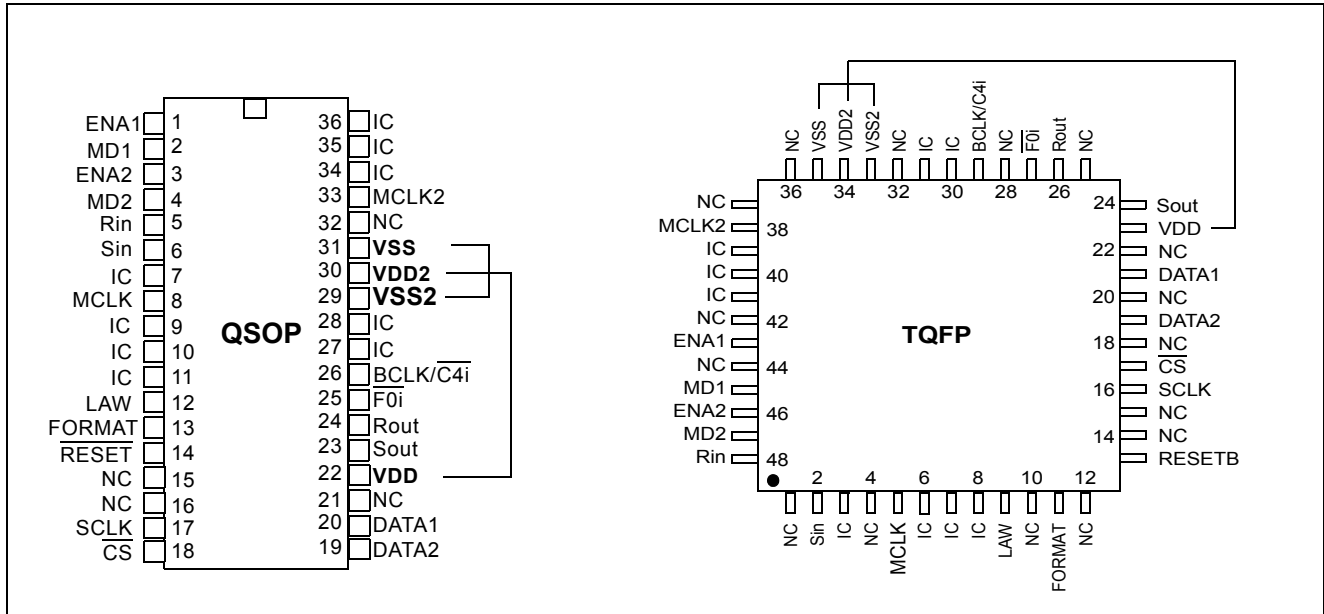 ENA1 1
MD1 2
ENA2 3
MD2 4
Rin 5
Sin 6
IC 7
MCLK 8
IC 9
IC 10
IC 11
LAW 12
FORMAT 13
RESET 14
NC 15
NC 16
SCLK 17
CS 18
QSOP
36 IC
35 IC
34 IC
33 MCLK2
32 NC
31 VSS
30 VDD2
29 VSS2
28 IC
27 IC
26 BCLK/C4i
25 F0i
24 Rout
23 Sout
22 VDD
21 NC
20 DATA1
19 DATA2
NC VSS VDD2 VSS2 NC IC IC BCLK/C4i NC F0i Rout NC
36 34 32 30 28 26
NC
MCLK2 38
IC
IC 40
IC
NC 42
ENA1
NC 44
MD1
ENA2 46
MD2
Rin 48
TQFP
24 Sout
VDD
22 NC
DATA1
20 NC
DATA2
18 NC
CS
16 SCLK
NC
14 NC
RESETB
2 4 6 8 10 12
NC Sin IC NC MCLK IC IC IC LAW NC FORMAT NC